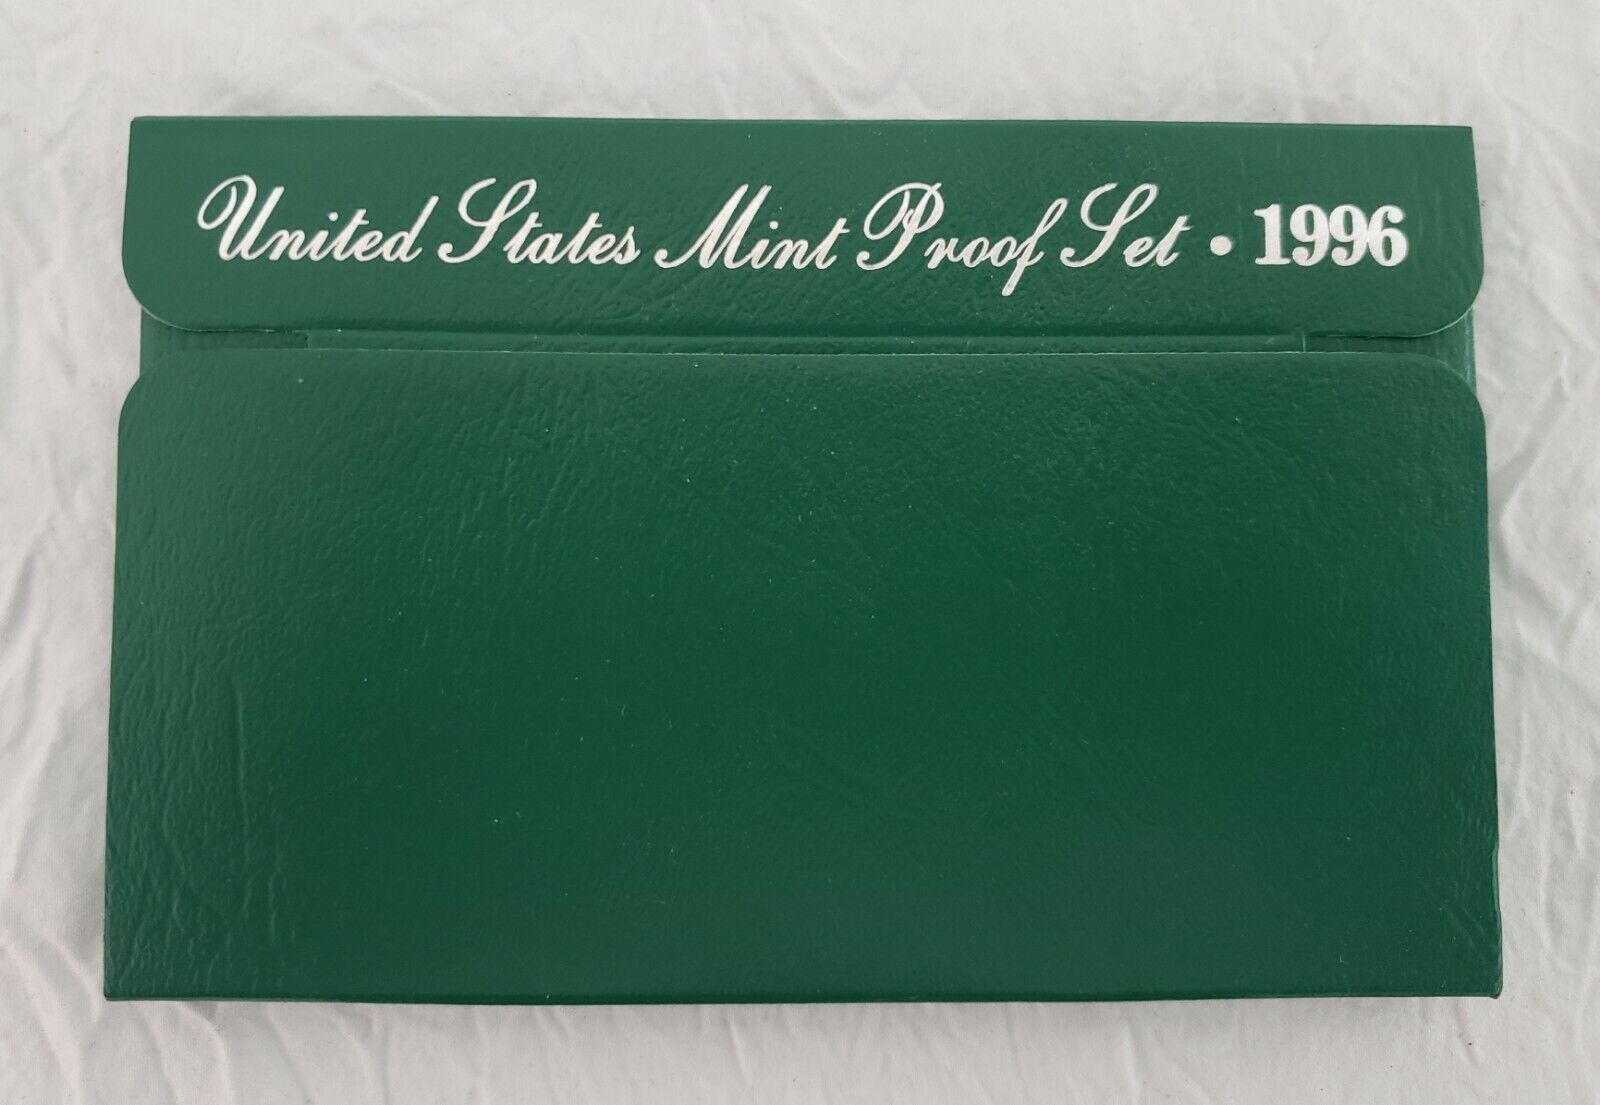 United States Mint Proof Set • 1996